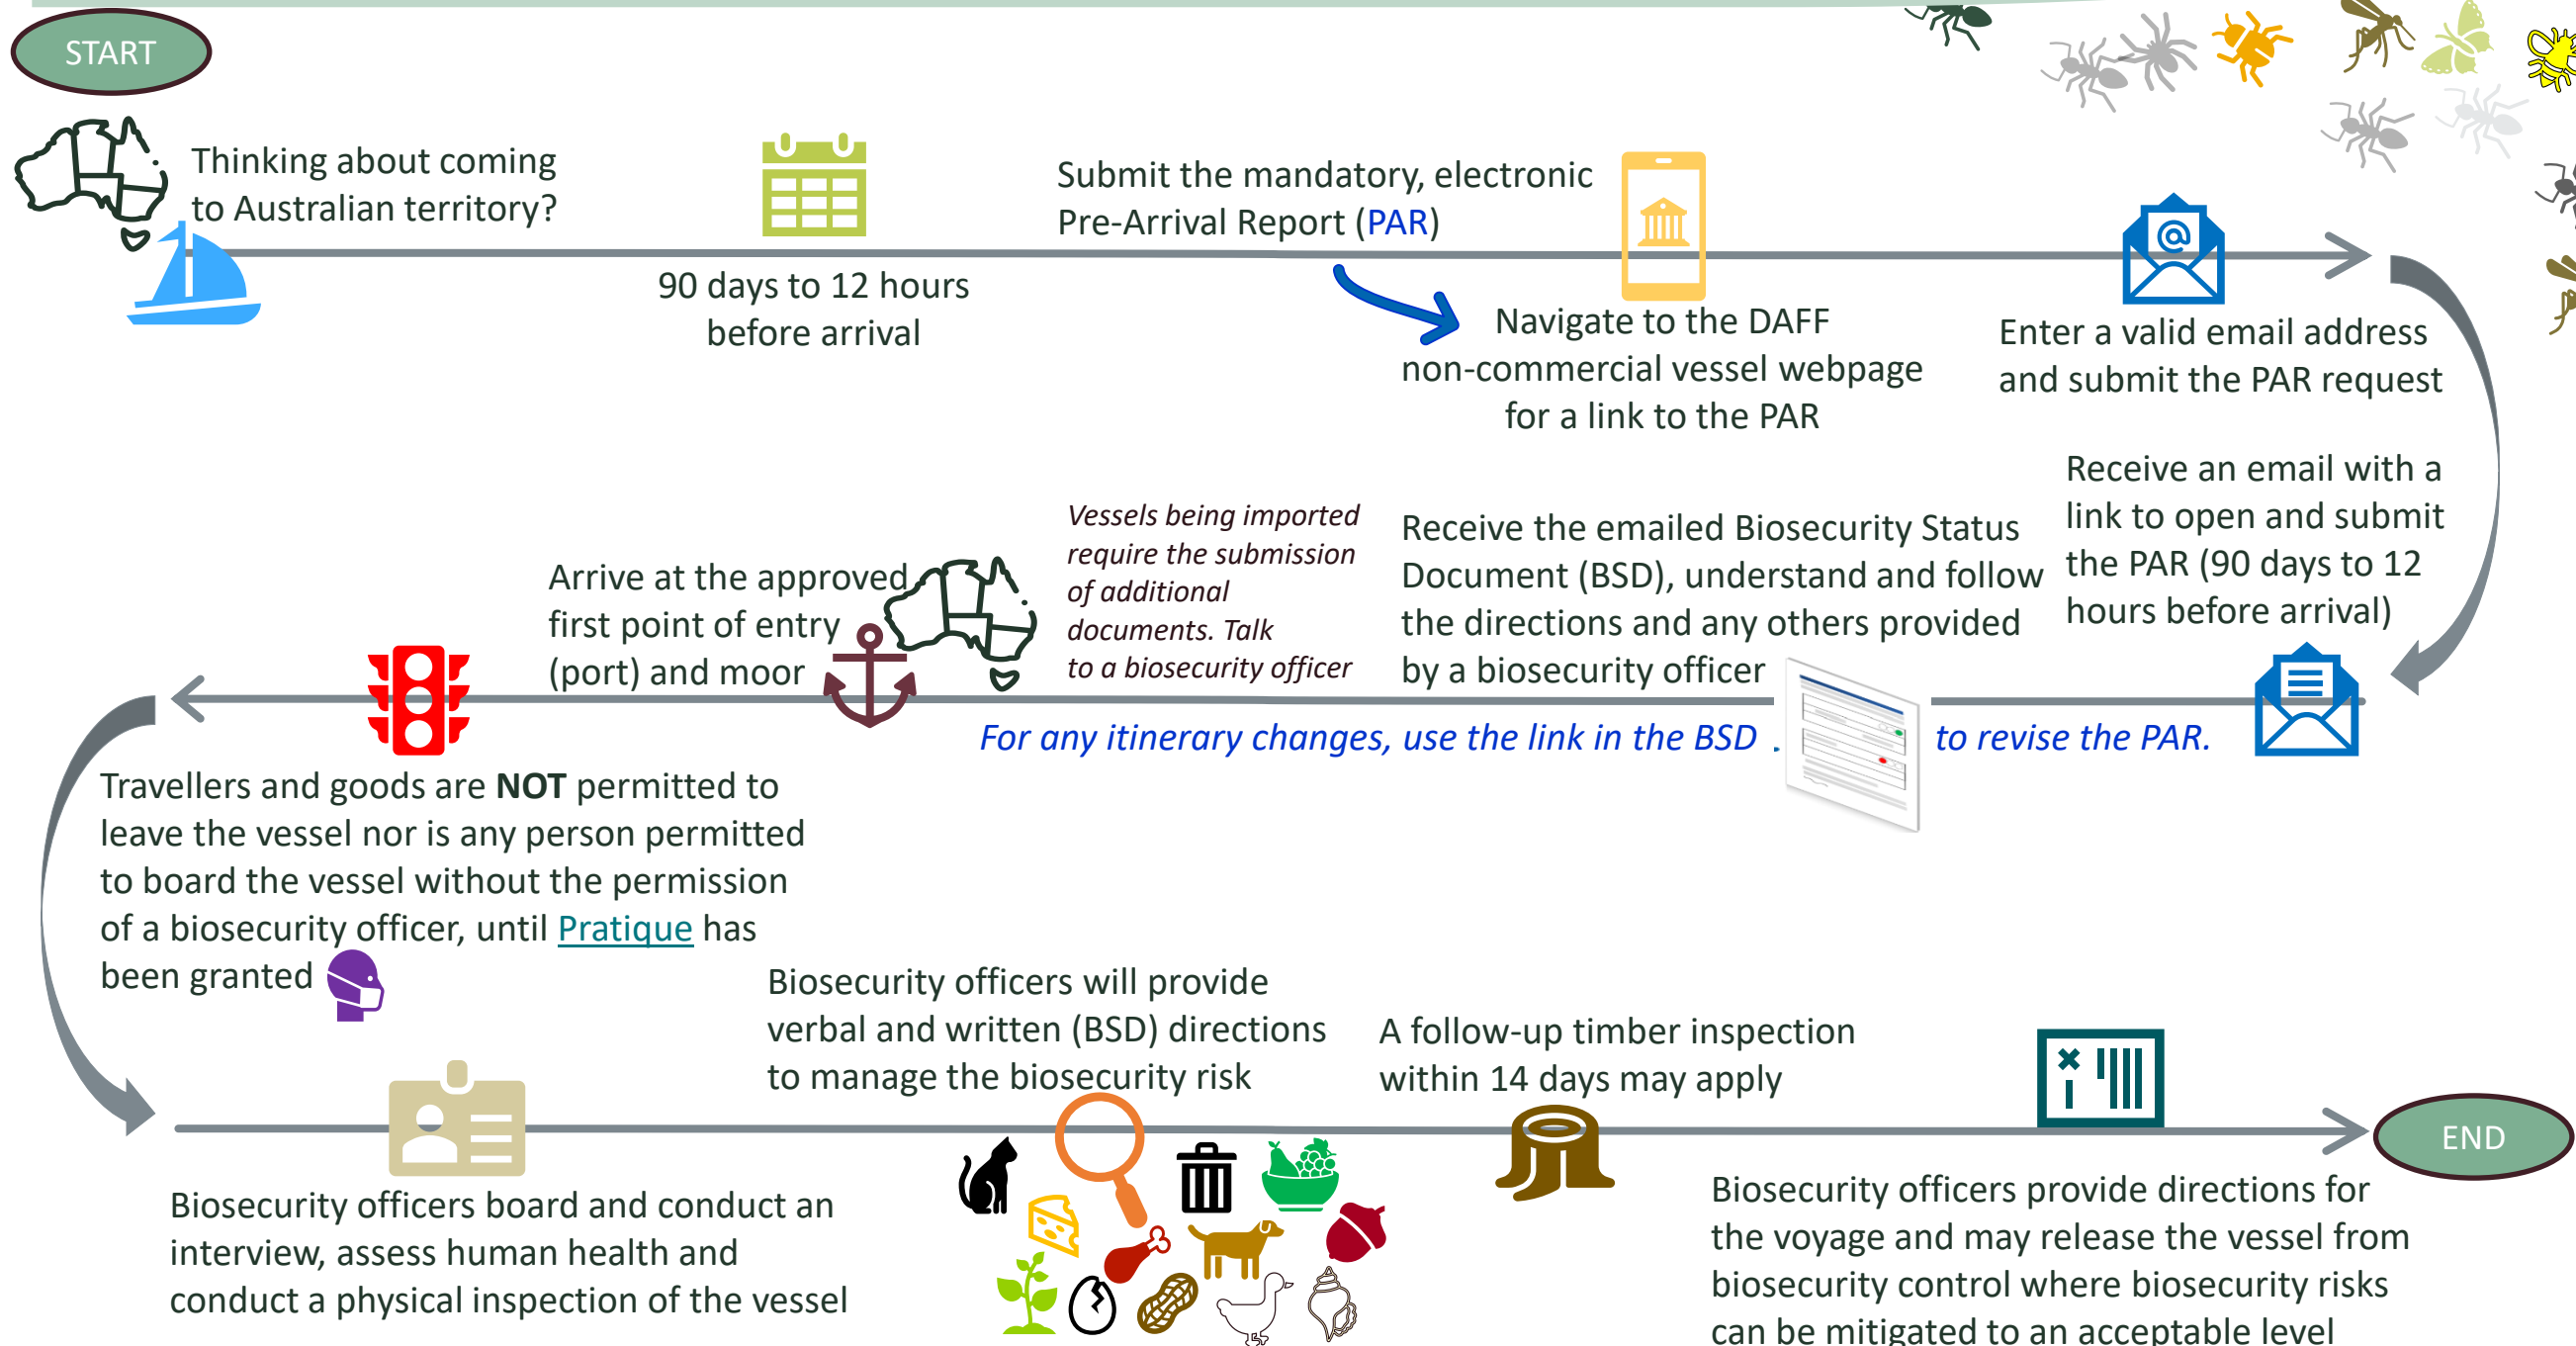 START
Thinking about coming
to Australian territory?
90 days to 12 hours
before arrival
Submit the mandatory, electronic
Pre-Arrival Report (PAR)
Navigate to the DAFF
non-commercial vessel webpage
for a link to the PAR
@
Enter a valid email address
and submit the PAR request
Receive an email with a
link to open and submit
the PAR (90 days to 12
hours before arrival)
Receive the emailed Biosecurity Status
Document (BSD), understand and follow
the directions and any others provided
by a biosecurity officer
For any itinerary changes, use the link in the BSD to revise the PAR.
Vessels being imported
require the submission
of additional
documents. Talk
to a biosecurity officer
Arrive at the approved
first point of entry
(port) and moor
Travellers and goods are NOT permitted to
leave the vessel nor is any person permitted
to board the vessel without the permission
of a biosecurity officer, until Pratique has
been granted
Biosecurity officers board and conduct an
interview, assess human health and
conduct a physical inspection of the vessel
Biosecurity officers will provide
verbal and written (BSD) directions
to manage the biosecurity risk
A follow-up timber inspection
within 14 days may apply
Biosecurity officers provide directions for
the voyage and may release the vessel from
biosecurity control where biosecurity risks
can be mitigated to an acceptable level
END